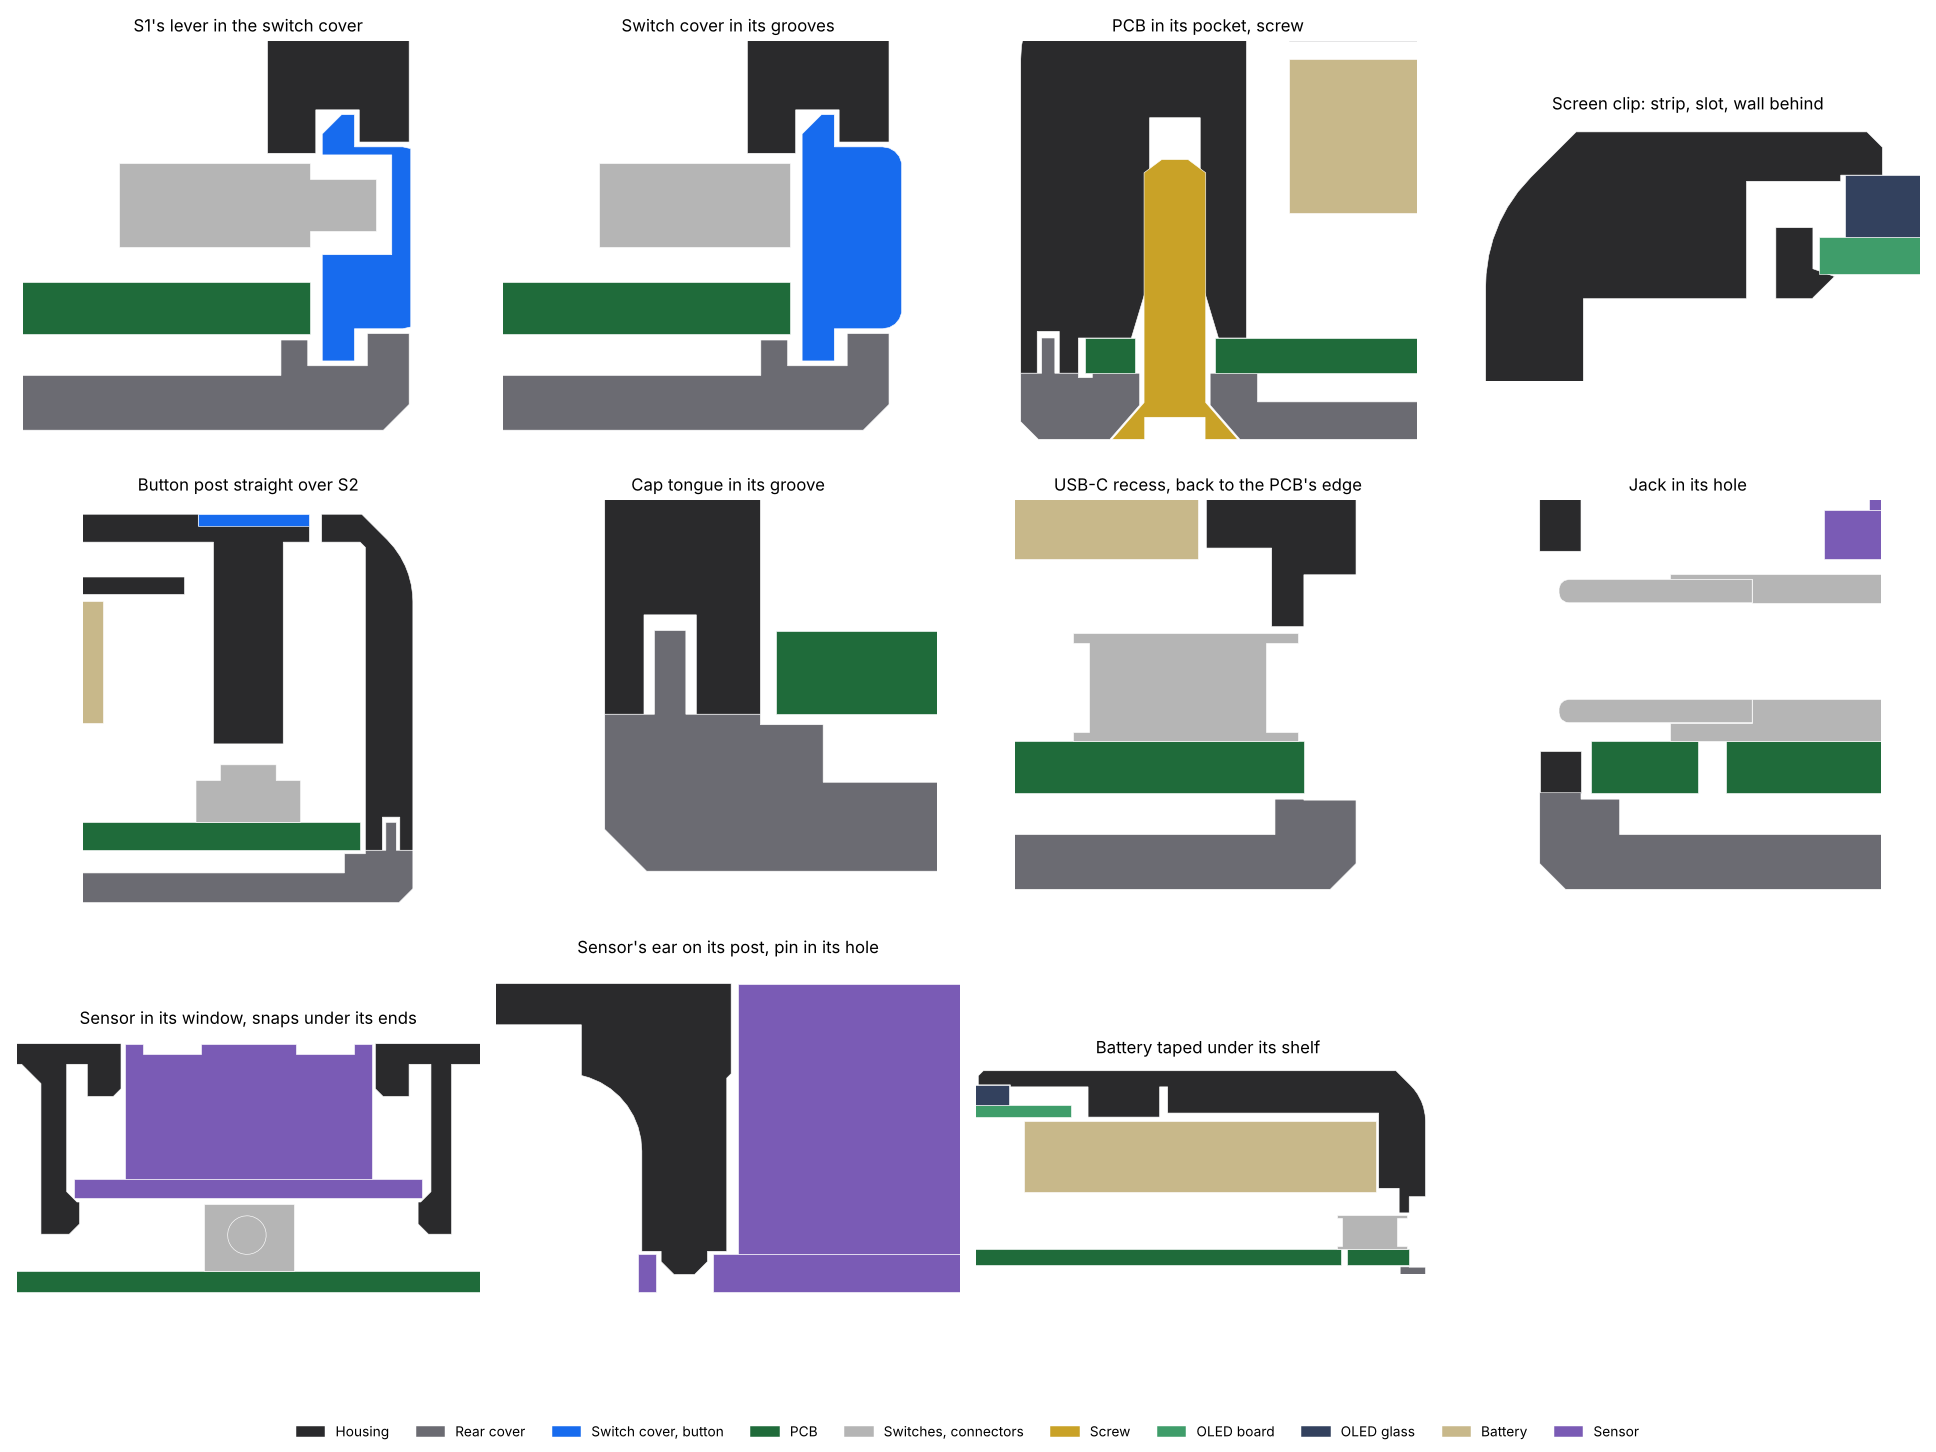 S1's lever in the switch cover
Switch cover in its grooves
PCB in its pocket, screw
Screen clip: strip, slot, wall behind
Button post straight over S2
Cap tongue in its groove
USB-C recess, back to the PCB's edge
Jack in its hole
Sensor in its window, snaps under its ends
Sensor's ear on its post, pin in its hole
Battery taped under its shelf
Housing
Rear cover
Switch cover, button
PCB
Switches, connectors
Screw
OLED board
OLED glass
Battery
Sensor